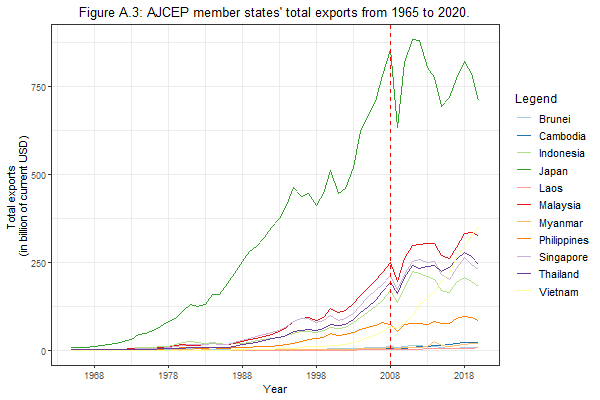 Figure A.3: AJCEP member states' total exports from 1965 to 2020.
Total exports
(in billion of current USD)
750
500
250
0
1968
1978
1988
1998
2008
2018
Year
Legend
Brunei
Cambodia
Indonesia
Japan
Laos
Malaysia
Myanmar
Philippines
Singapore
Thailand
Vietnam